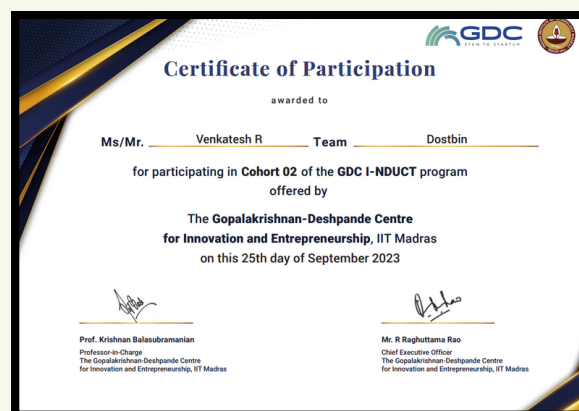 GDC
STEM TO STARTUP
Certificate of Participation
awarded to
Ms/Mr. Venkatesh R Team Dostbin
for participating in Cohort 02 of the GDC I-NDUCT program
offered by
The Gopalakrishnan-Deshpande Centre
for Innovation and Entrepreneurship, IIT Madras
on this 25th day of September 2023
Prof. Krishnan Balasubramanian
Professor-in-Charge
The Gopalakrishnan-Deshpande Centre
for Innovation and Entrepreneurship, IIT Madras
Mr. R Raghuttama Rao
Chief Executive Officer
The Gopalakrishnan-Deshpande Centre
for Innovation and Entrepreneurship, IIT Madras